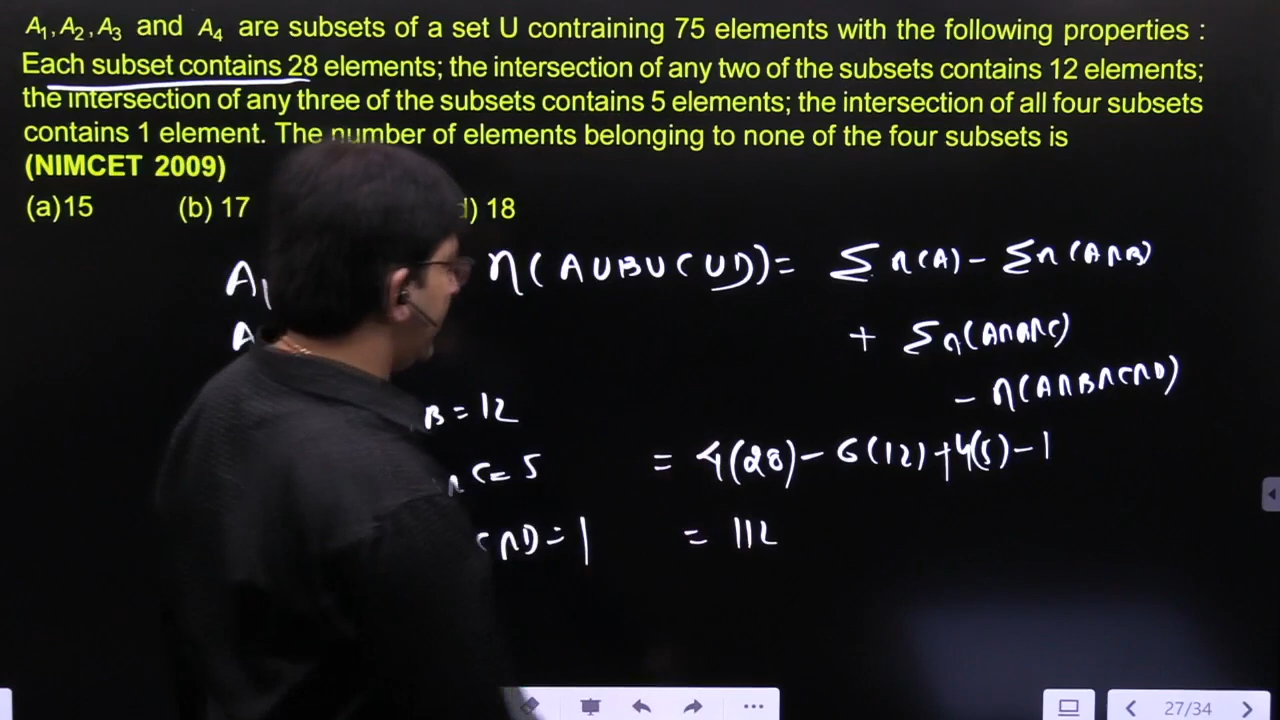 A₁, A₂, A₃ and A₄ are subsets of a set U contraining 75 elements with the following properties :
Each subset contains 28 elements; the intersection of any two of the subsets contains 12 elements;
the intersection of any three of the subsets contains 5 elements; the intersection of all four subsets
contains 1 element. The number of elements belonging to none of the four subsets is
(NIMCET 2009)
(a)15 (b) 17 d) 18
A₁ n(A∪B∪C∪D) = Σ n(A) - Σn(A∩B)
A + Σn(A∩B∩C)
- n(A∩B∩C∩D)
B = 12
= 4(28) - 6(12) + 4(5) - 1
∩ C = 5
C∩D = 1 = 112
27/34